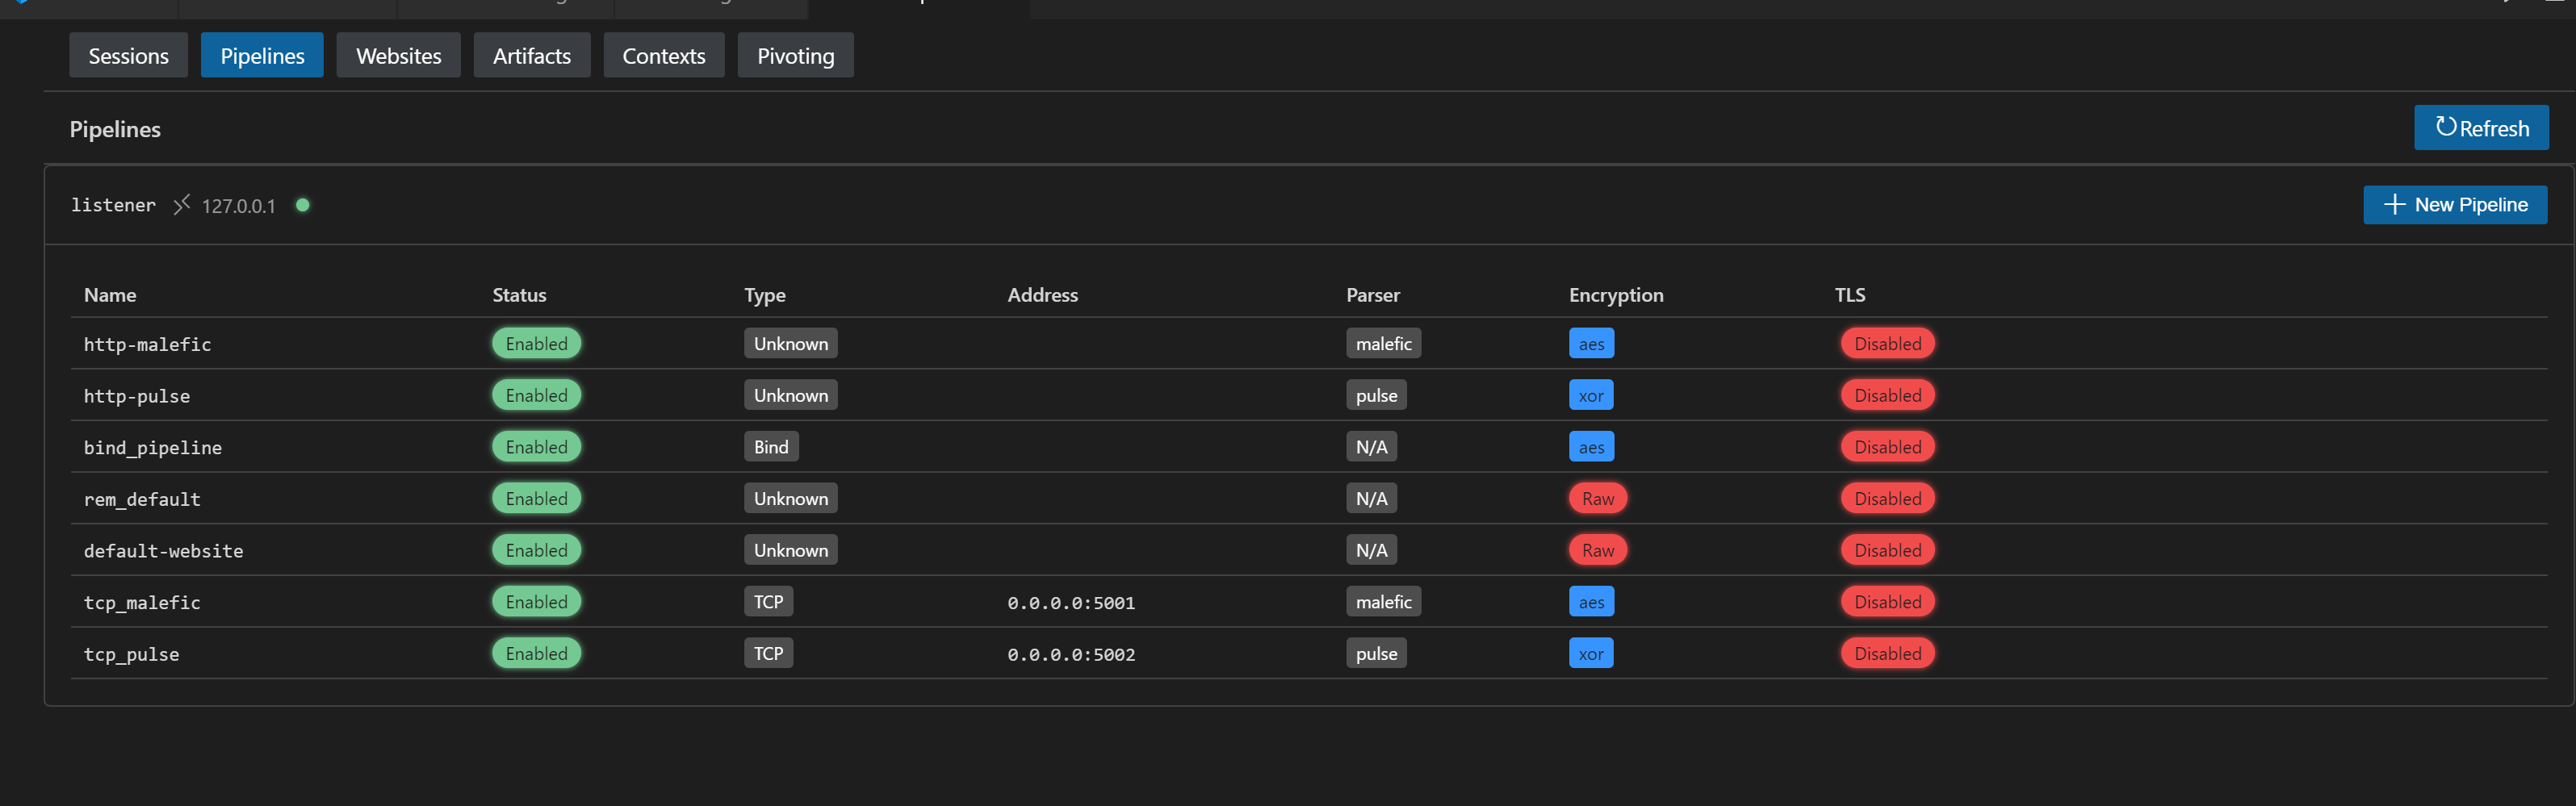 Sessions Pipelines Websites Artifacts Contexts Pivoting
Pipelines Refresh
listener 127.0.0.1 New Pipeline
Name Status Type Address Parser Encryption TLS
http-malefic Enabled Unknown malefic aes Disabled
http-pulse Enabled Unknown pulse xor Disabled
bind_pipeline Enabled Bind N/A aes Disabled
rem_default Enabled Unknown N/A Raw Disabled
default-website Enabled Unknown N/A Raw Disabled
tcp_malefic Enabled TCP 0.0.0.0:5001 malefic aes Disabled
tcp_pulse Enabled TCP 0.0.0.0:5002 pulse xor Disabled